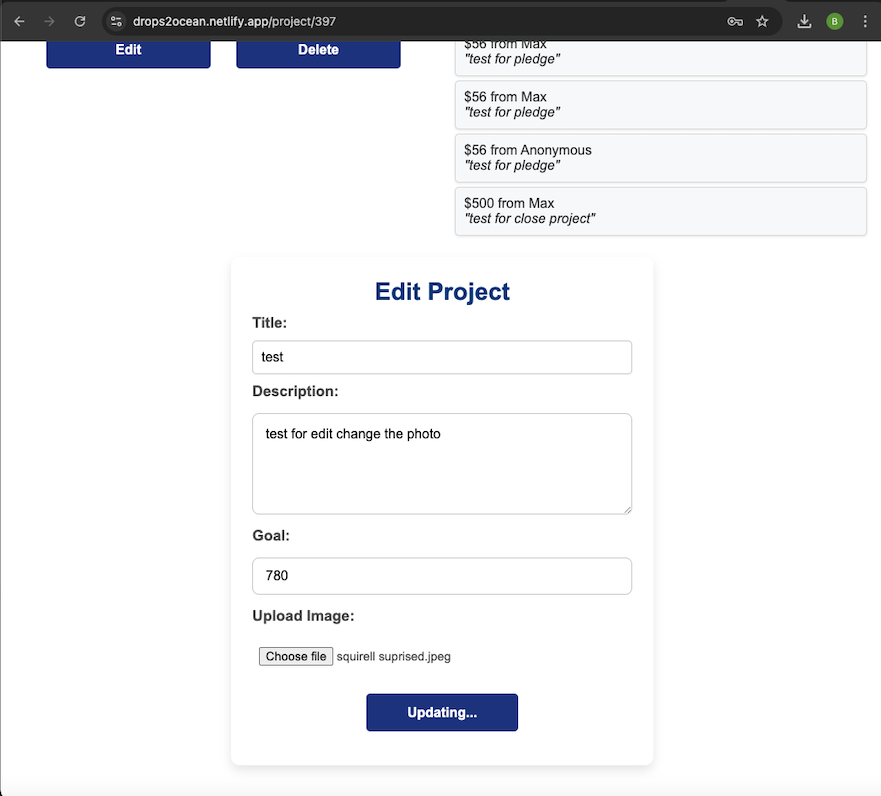 drops2ocean.netlify.app/project/397
B
Edit
Delete
$56 from Max
"test for pledge"
$56 from Max
"test for pledge"
$56 from Anonymous
"test for pledge"
$500 from Max
"test for close project"
Edit Project
Title:
test
Description:
test for edit change the photo
Goal:
780
Upload Image:
Choose file squirell suprised.jpeg
Updating...